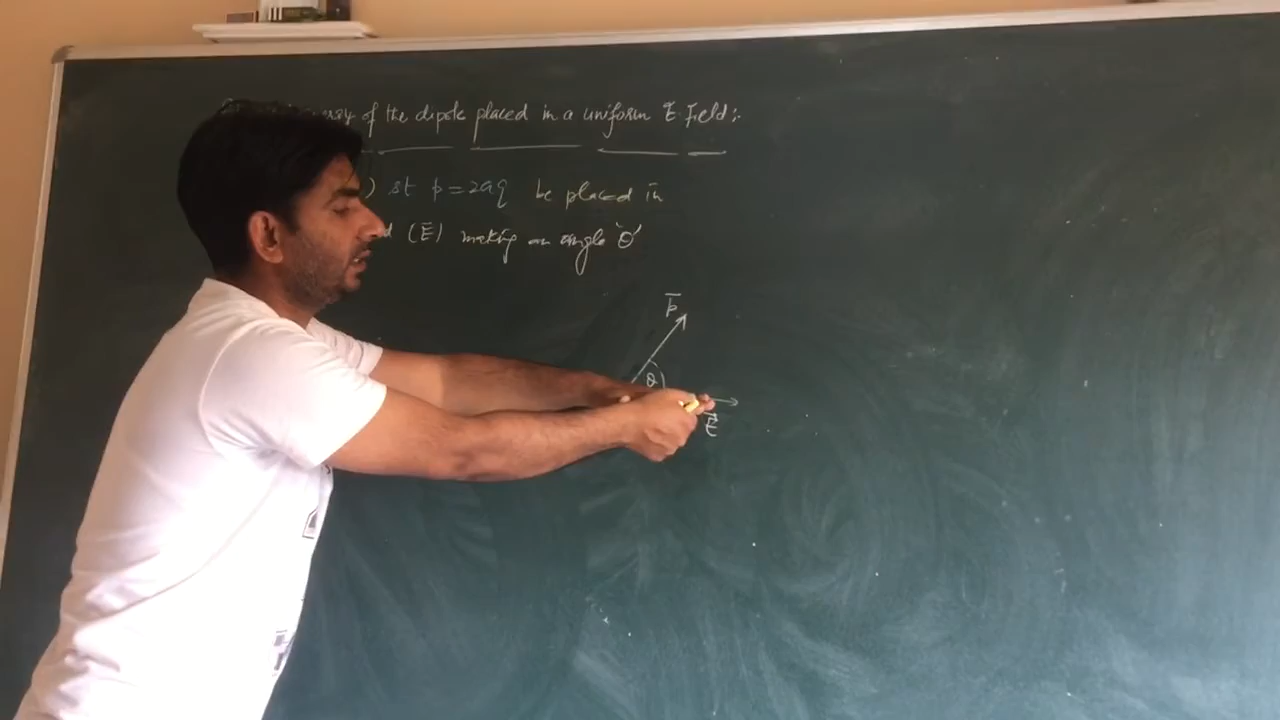 of the dipole placed in a uniform E Field:-
) st p = 2aq be placed in
(E̅) making an angle 'θ'
p̅
θ
E⃗